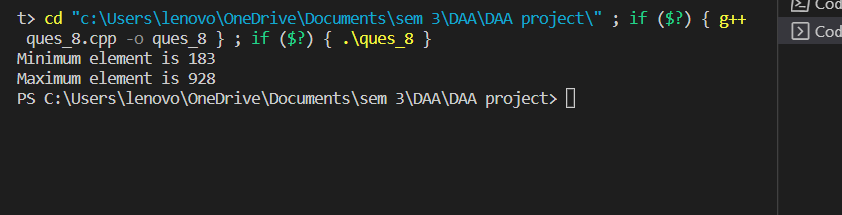 t> cd "c:\Users\lenovo\OneDrive\Documents\sem 3\DAA\DAA project\" ; if ($?) { g++
ques_8.cpp -o ques_8 } ; if ($?) { .\ques_8 }
Minimum element is 183
Maximum element is 928
PS C:\Users\lenovo\OneDrive\Documents\sem 3\DAA\DAA project>
Cod
Cod